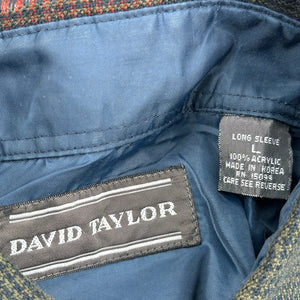 LONG SLEEVE
L
100% ACRYLIC
MADE IN KOREA
RN 15099
CARE SEE REVERSE
DAVID TAYLOR